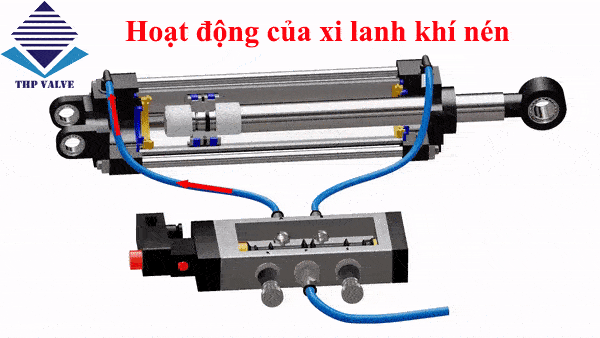 Hoạt động của xi lanh khí nén
THP VALVE